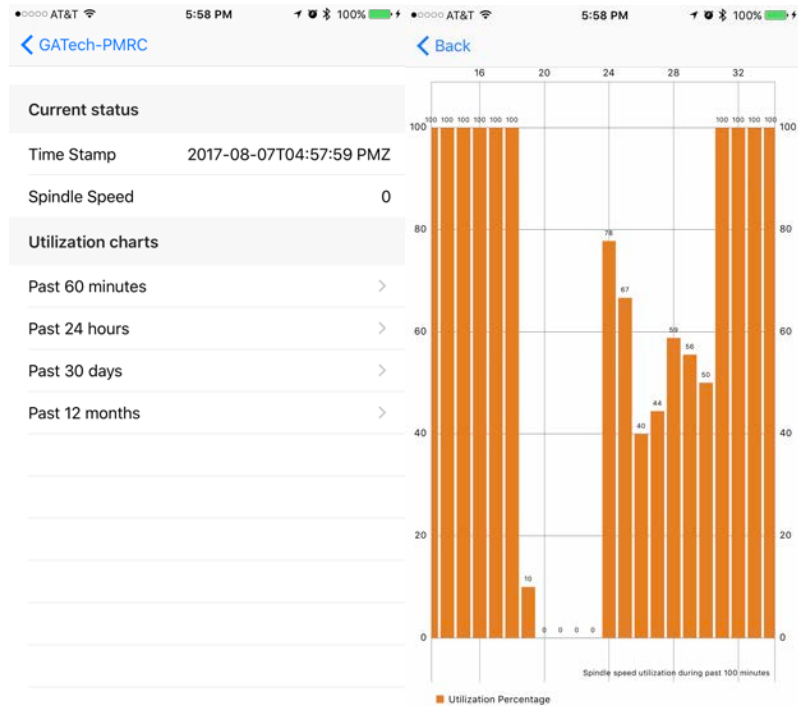 AT&T 5:58 PM 100%
GATech-PMRC
Current status
Time Stamp 2017-08-07T04:57:59 PMZ
Spindle Speed 0
Utilization charts
Past 60 minutes
Past 24 hours
Past 30 days
Past 12 months
AT&T 5:58 PM 100%
Back
16 20 24 28 32
100 100 100 100 100 100 100 100 100 100
100 100
80 80
78
67
60 60
59
56
50
44
40 40 40
20 20
10
0 0 0 0 0 0
Spindle speed utilization during past 100 minutes
Utilization Percentage